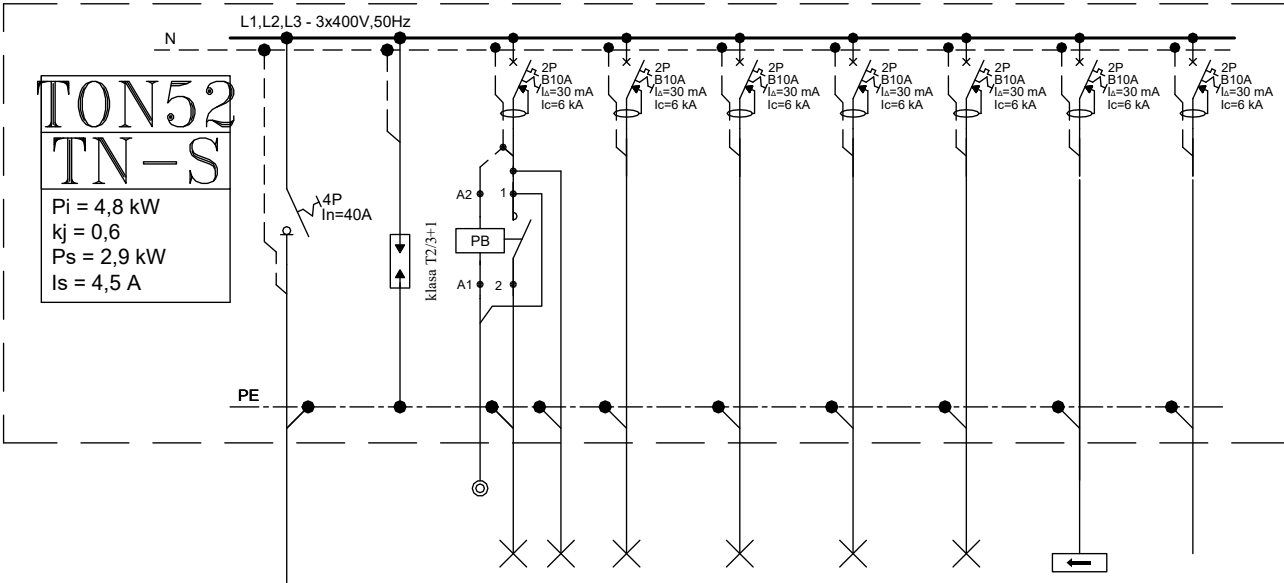 L1,L2,L3 - 3x400V,50Hz
N
TON52
TN-S
Pi = 4,8 kW
kj = 0,6
Ps = 2,9 kW
Is = 4,5 A
4P
In=40A
klasa T2/3+1
2P
B10A
IΔ=30 mA
Ic=6 kA
2P
B10A
IΔ=30 mA
Ic=6 kA
2P
B10A
IΔ=30 mA
Ic=6 kA
2P
B10A
IΔ=30 mA
Ic=6 kA
2P
B10A
IΔ=30 mA
Ic=6 kA
2P
B10A
IΔ=30 mA
Ic=6 kA
2P
B10A
IΔ=30 mA
Ic=6 kA
A2
1
PB
A1
2
PE